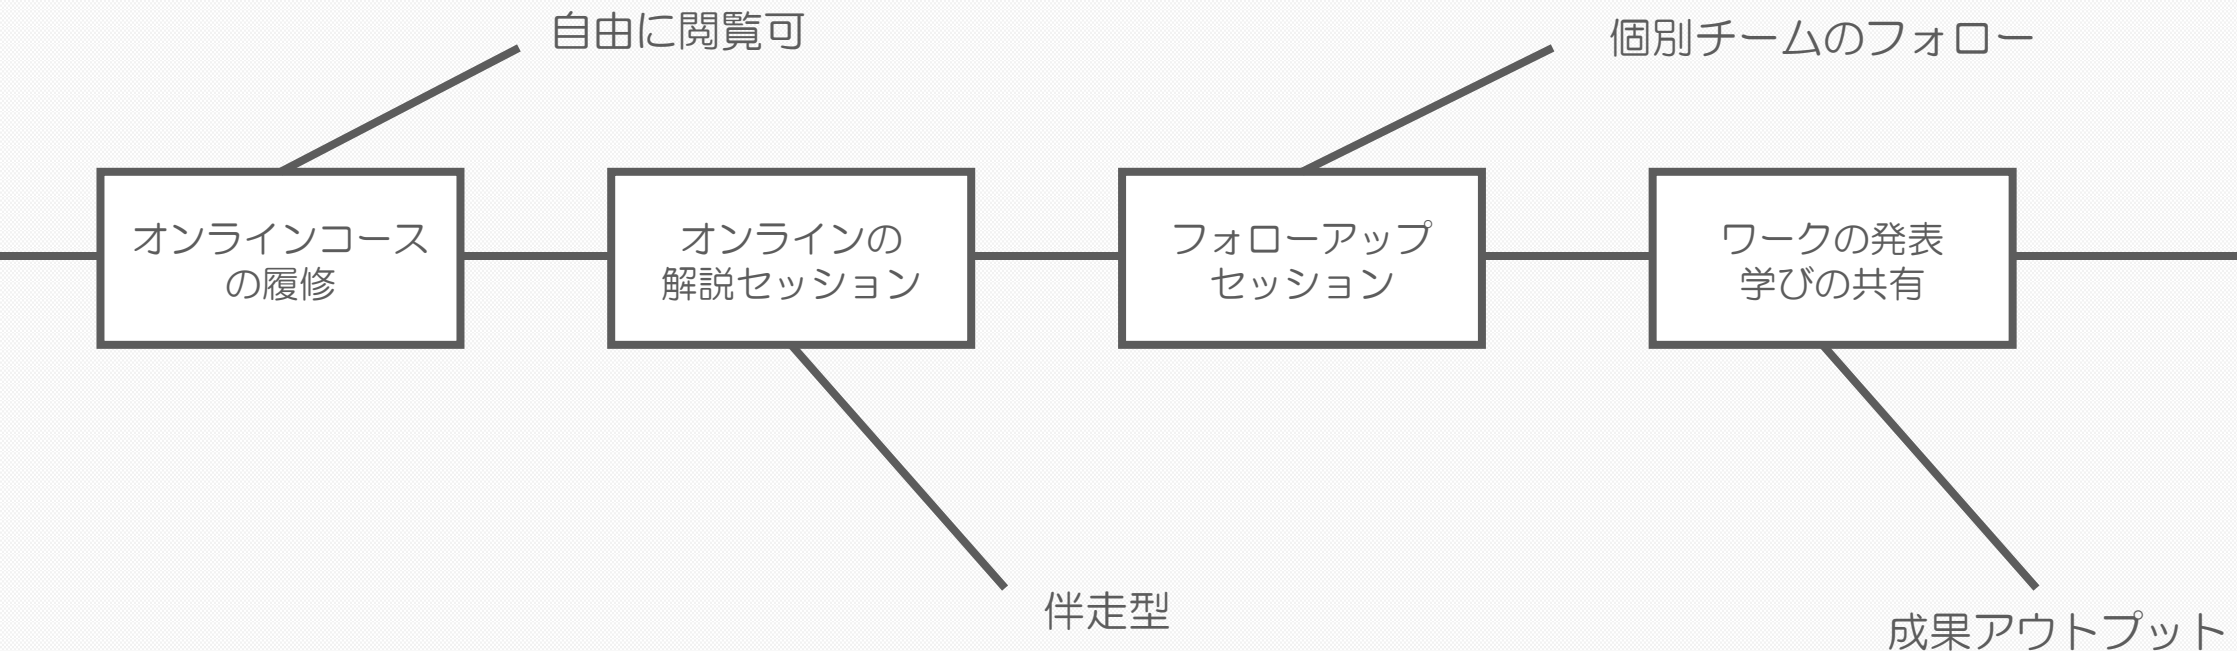 自由に閲覧可
個別チームのフォロー
オンラインコース
の履修
オンラインの
解説セッション
フォローアップ
セッション
ワークの発表
学びの共有
伴走型
成果アウトプット